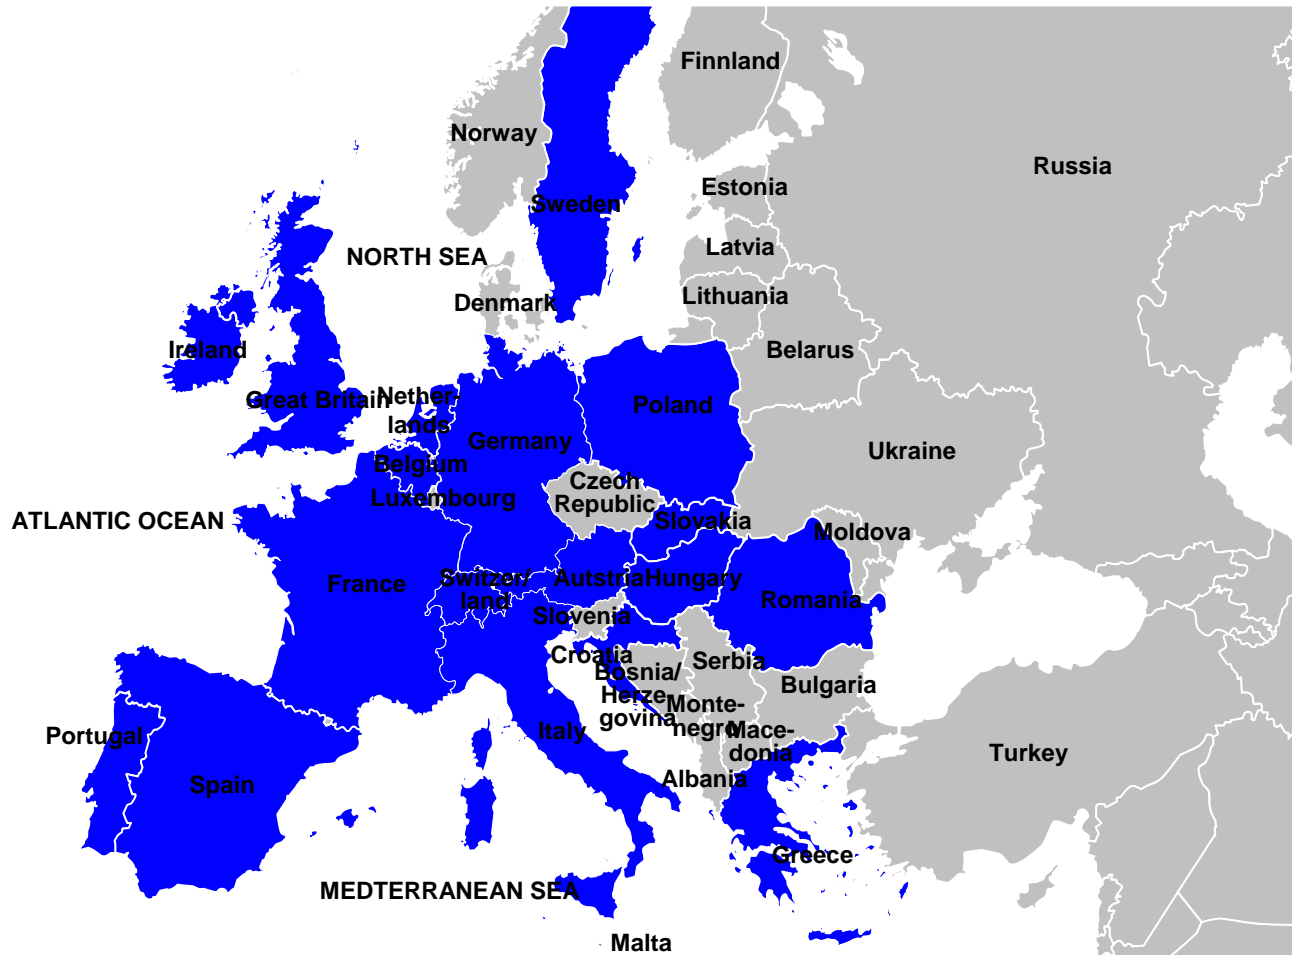 Finnland
Norway
Russia
Estonia
Sweden
Latvia
NORTH SEA
Lithuania
Denmark
Ireland
Belarus
Great Britain
Nether-
lands
Poland
Germany
Ukraine
Belgium
Czech
Republic
Luxembourg
ATLANTIC OCEAN
Slovakia
Moldova
France
Switzer/
land
Autstria
Hungary
Romania
Slovenia
Croatia
Bosnia/
Herze-
govina
Serbia
Bulgaria
Monte-
negro
Mace-
donia
Portugal
Italy
Turkey
Spain
Albania
Greece
MEDTERRANEAN SEA
Malta